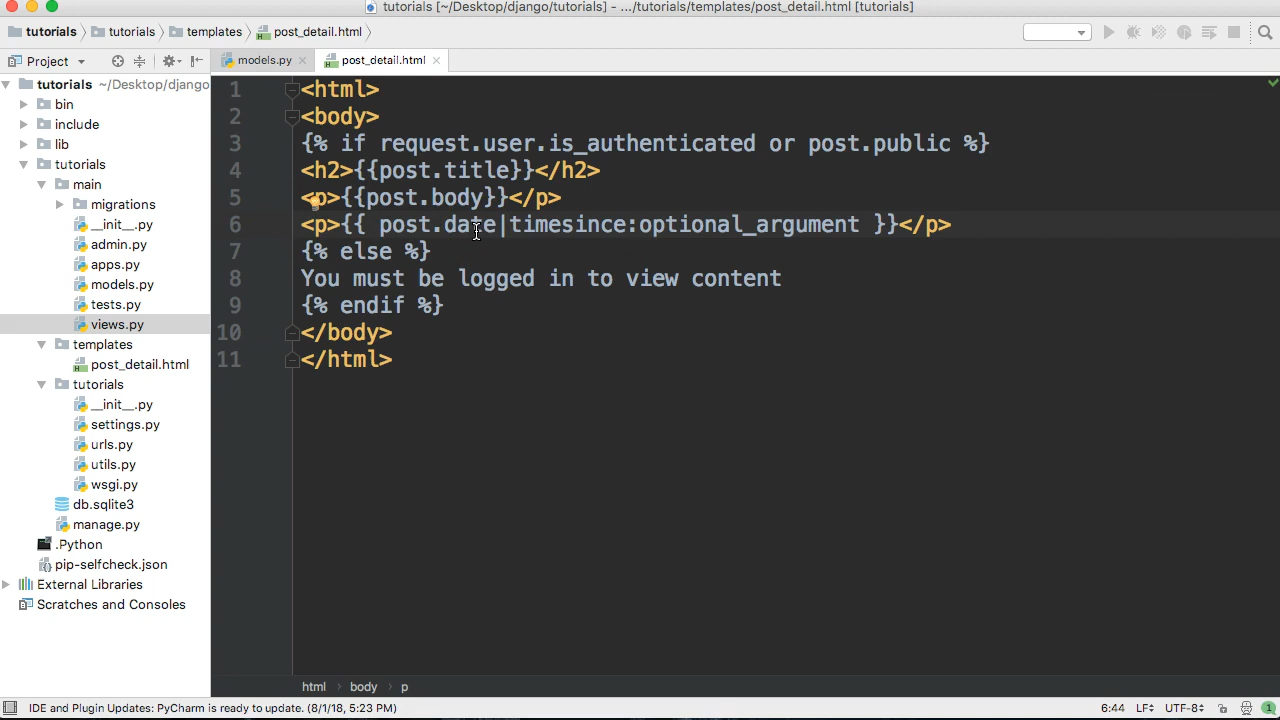 tutorials [~/Desktop/django/tutorials] - .../tutorials/templates/post_detail.html [tutorials]
tutorials tutorials templates post_detail.html
Project models.py post_detail.html
tutorials ~/Desktop/django
bin
include
lib
tutorials
main
migrations
__init__.py
admin.py
apps.py
models.py
tests.py
views.py
templates
post_detail.html
tutorials
__init__.py
settings.py
urls.py
utils.py
wsgi.py
db.sqlite3
manage.py
.Python
pip-selfcheck.json
External Libraries
Scratches and Consoles
1 <html>
2 <body>
3 {% if request.user.is_authenticated or post.public %}
4 <h2>{{post.title}}</h2>
5 <p>{{post.body}}</p>
6 <p>{{ post.date|timesince:optional_argument }}</p>
7 {% else %}
8 You must be logged in to view content
9 {% endif %}
10 </body>
11 </html>
html body p
IDE and Plugin Updates: PyCharm is ready to update. (8/1/18, 5:23 PM) 6:44 LF UTF-8 1